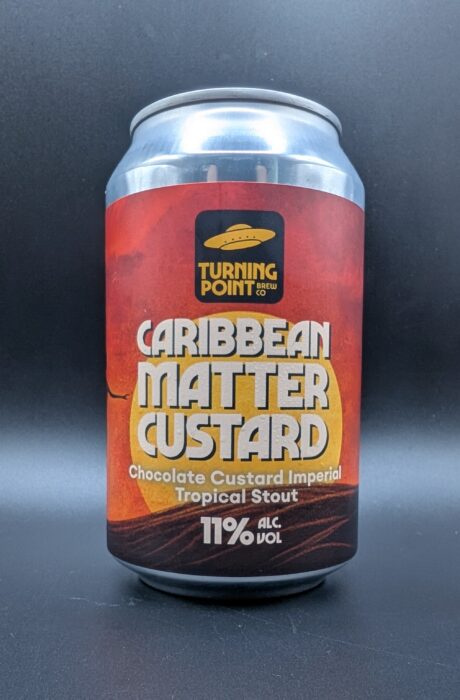 TURNING
POINT BREW CO
CARIBBEAN
MATTER
CUSTARD
Chocolate Custard Imperial
Tropical Stout
11% ALC. VOL